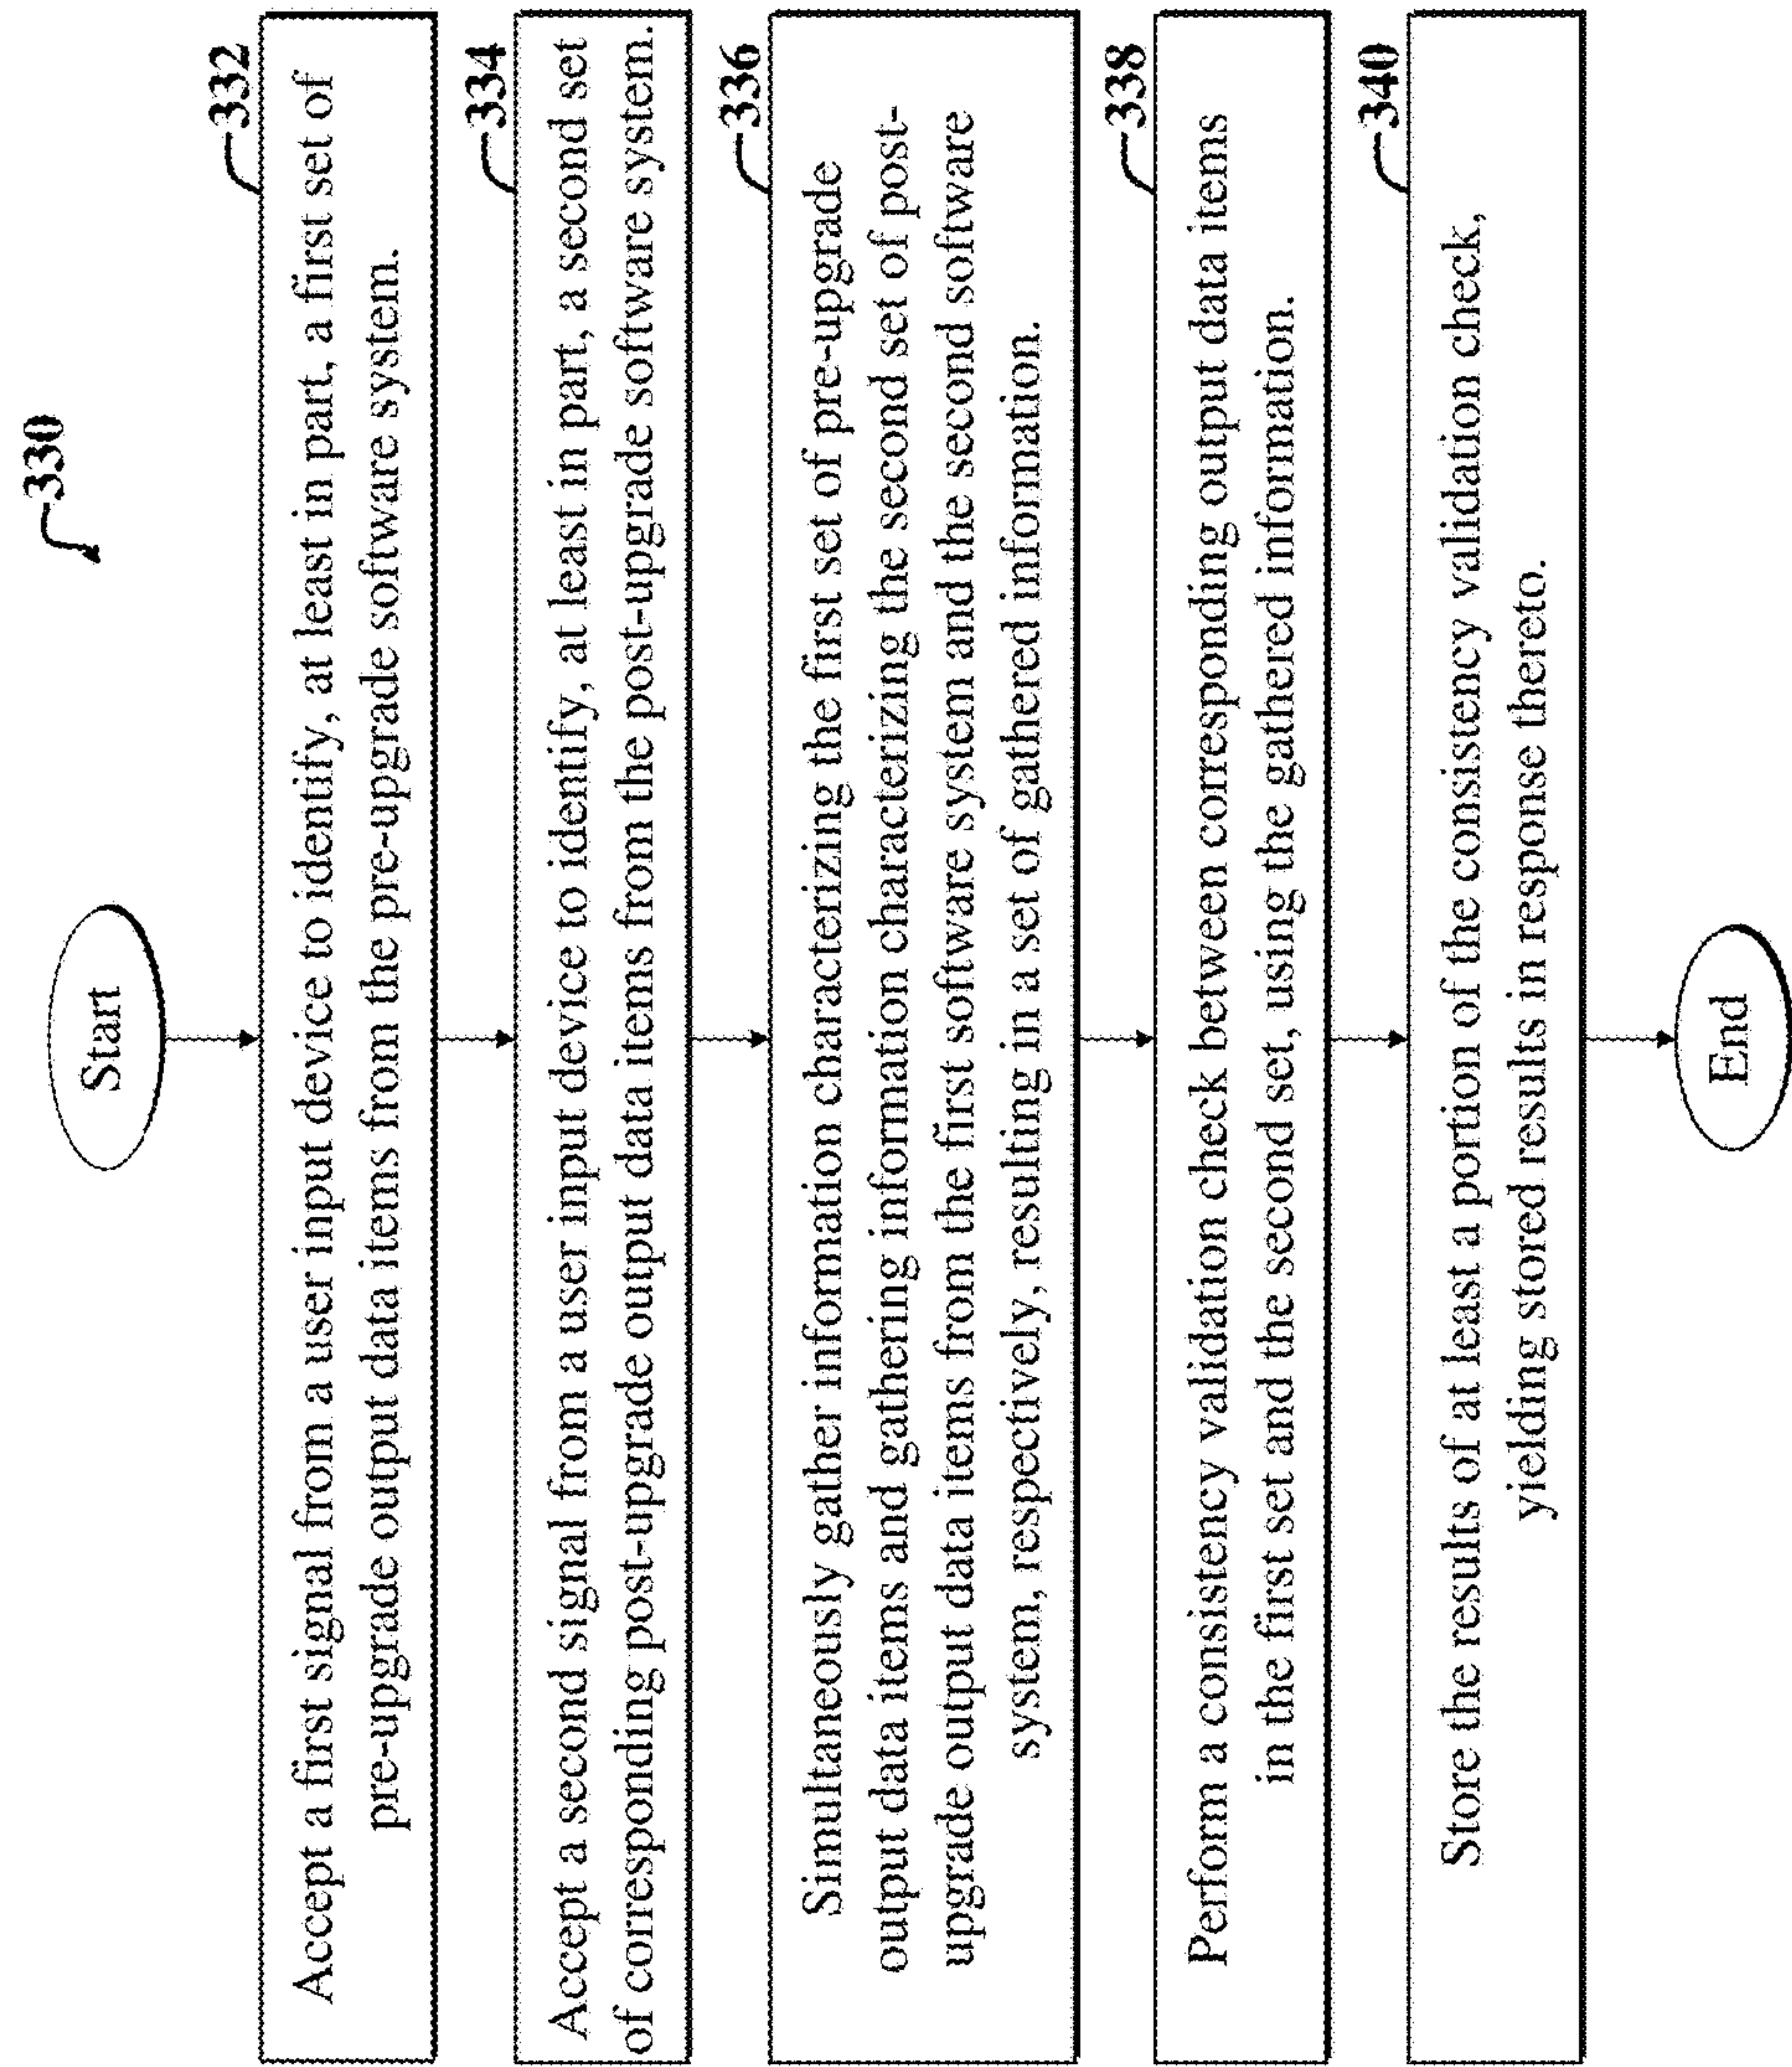 330
Start
332
Accept a first signal from a user input device to identify, at least in part, a first set of
pre-upgrade output data items from the pre-upgrade software system.
334
Accept a second signal from a user input device to identify, at least in part, a second set
of corresponding post-upgrade output data items from the post-upgrade software system.
336
Simultaneously gather information characterizing the first set of pre-upgrade
output data items and gathering information characterizing the second set of post-
upgrade output data items from the first software system and the second software
system, respectively, resulting in a set of gathered information.
338
Perform a consistency validation check between corresponding output data items
in the first set and the second set, using the gathered information.
340
Store the results of at least a portion of the consistency validation check,
yielding stored results in response thereto.
End